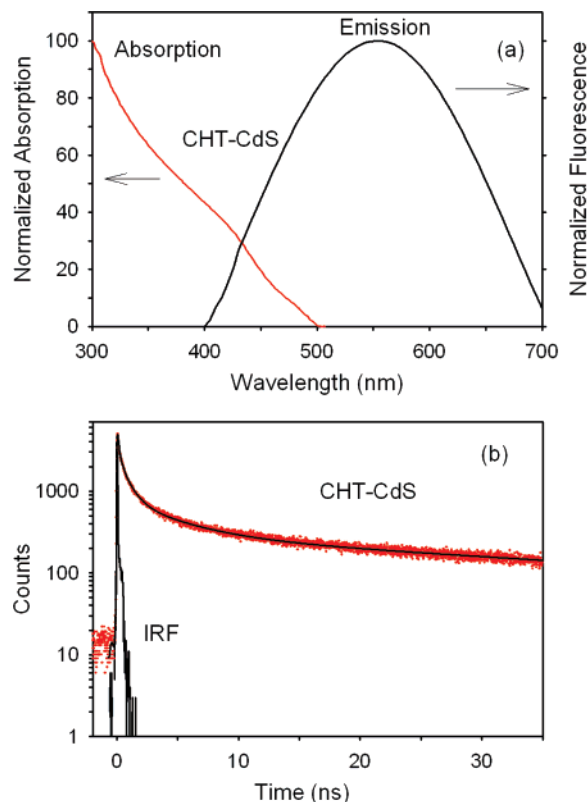 100
80
60
40
20
0
Normalized Absorption
Absorption
Emission
(a)
CHT-CdS
Normalized Fluorescence
300 400 500 600 700
Wavelength (nm)
1000
100
10
1
Counts
(b)
CHT-CdS
IRF
0 10 20 30
Time (ns)